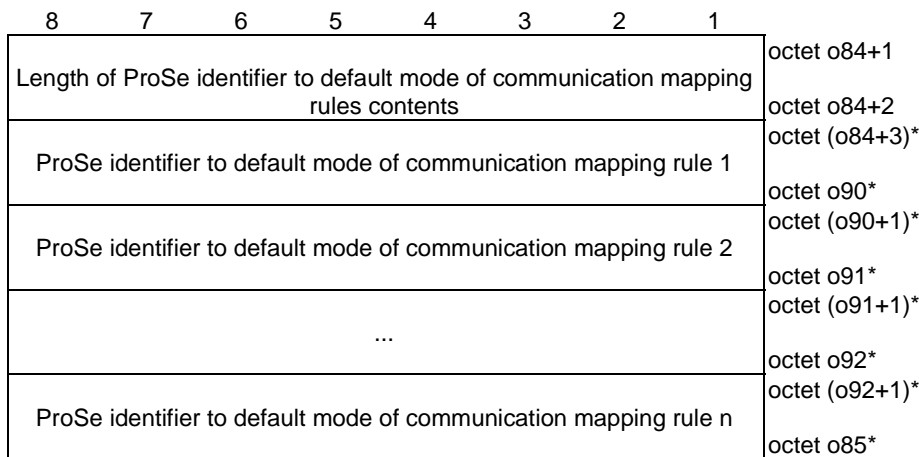 8 7 6 5 4 3 2 1
Length of ProSe identifier to default mode of communication mapping
rules contents
octet o84+1
octet o84+2
ProSe identifier to default mode of communication mapping rule 1
octet (o84+3)*
octet o90*
ProSe identifier to default mode of communication mapping rule 2
octet (o90+1)*
octet o91*
...
octet (o91+1)*
octet o92*
ProSe identifier to default mode of communication mapping rule n
octet (o92+1)*
octet o85*